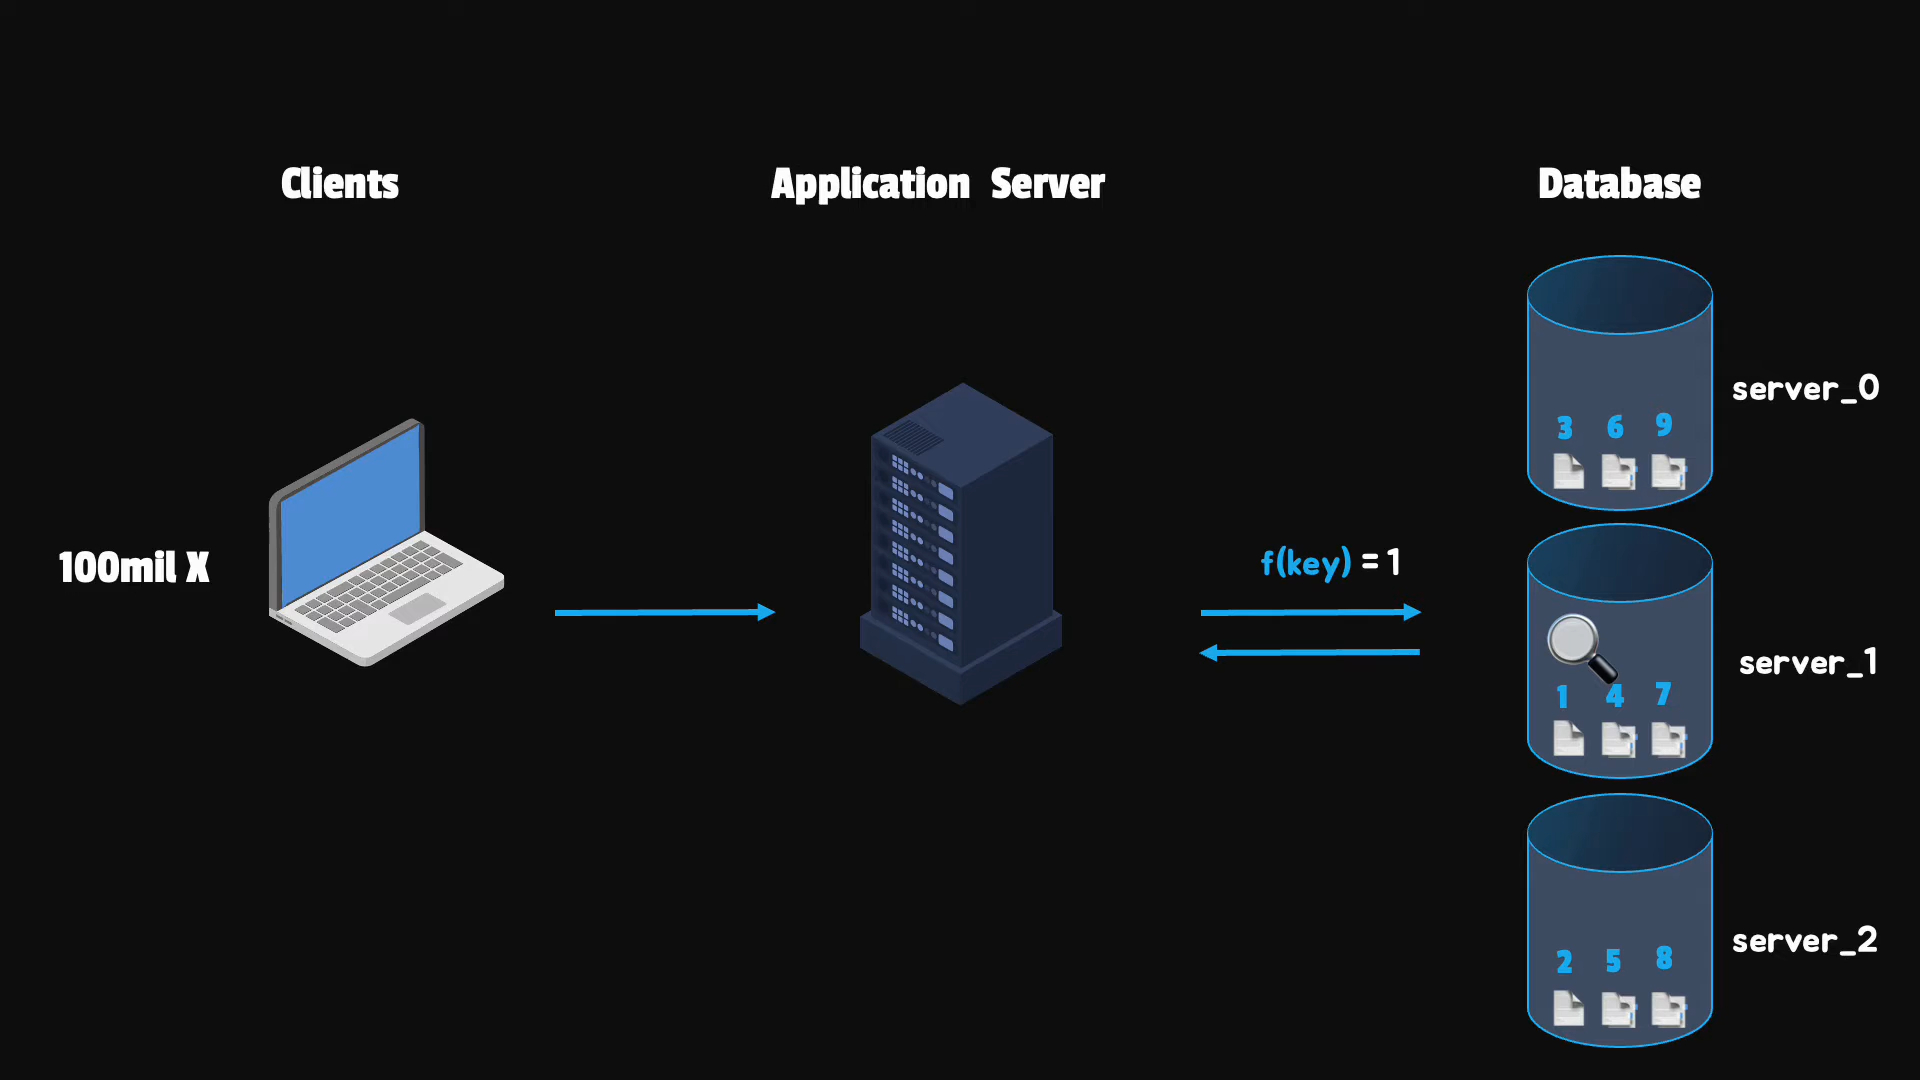 Clients
Application Server
Database
server_0
3 6 9
100mil X
f(key) = 1
server_1
1 4 7
server_2
2 5 8